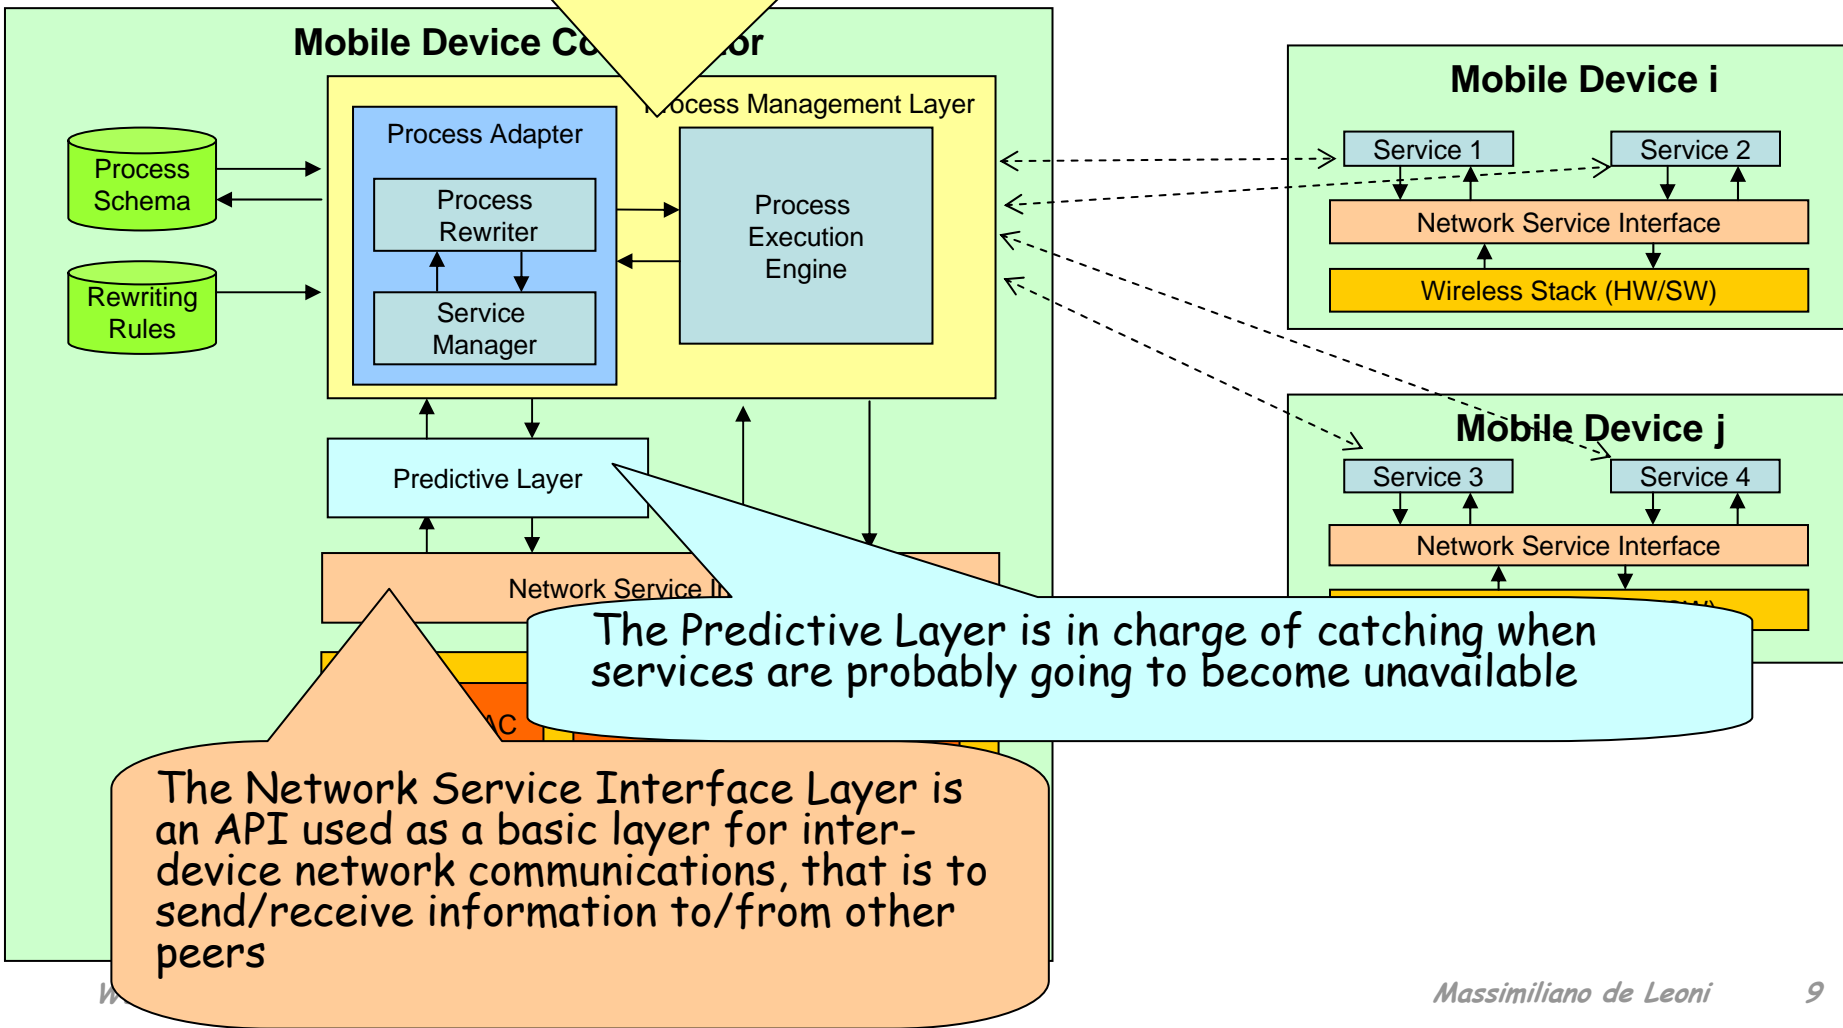 Mobile Device
Process Management Layer
Process Adapter
Process
Rewriter
Service
Manager
Process
Execution
Engine
Process
Schema
Rewriting
Rules
Predictive Layer
Network Service
Mobile Device i
Service 1
Service 2
Network Service Interface
Wireless Stack (HW/SW)
Mobile Device j
Service 3
Service 4
Network Service Interface
The Predictive Layer is in charge of catching when
services are probably going to become unavailable
The Network Service Interface Layer is
an API used as a basic layer for inter-
device network communications, that is to
send/receive information to/from other
peers
Massimiliano de Leoni 9